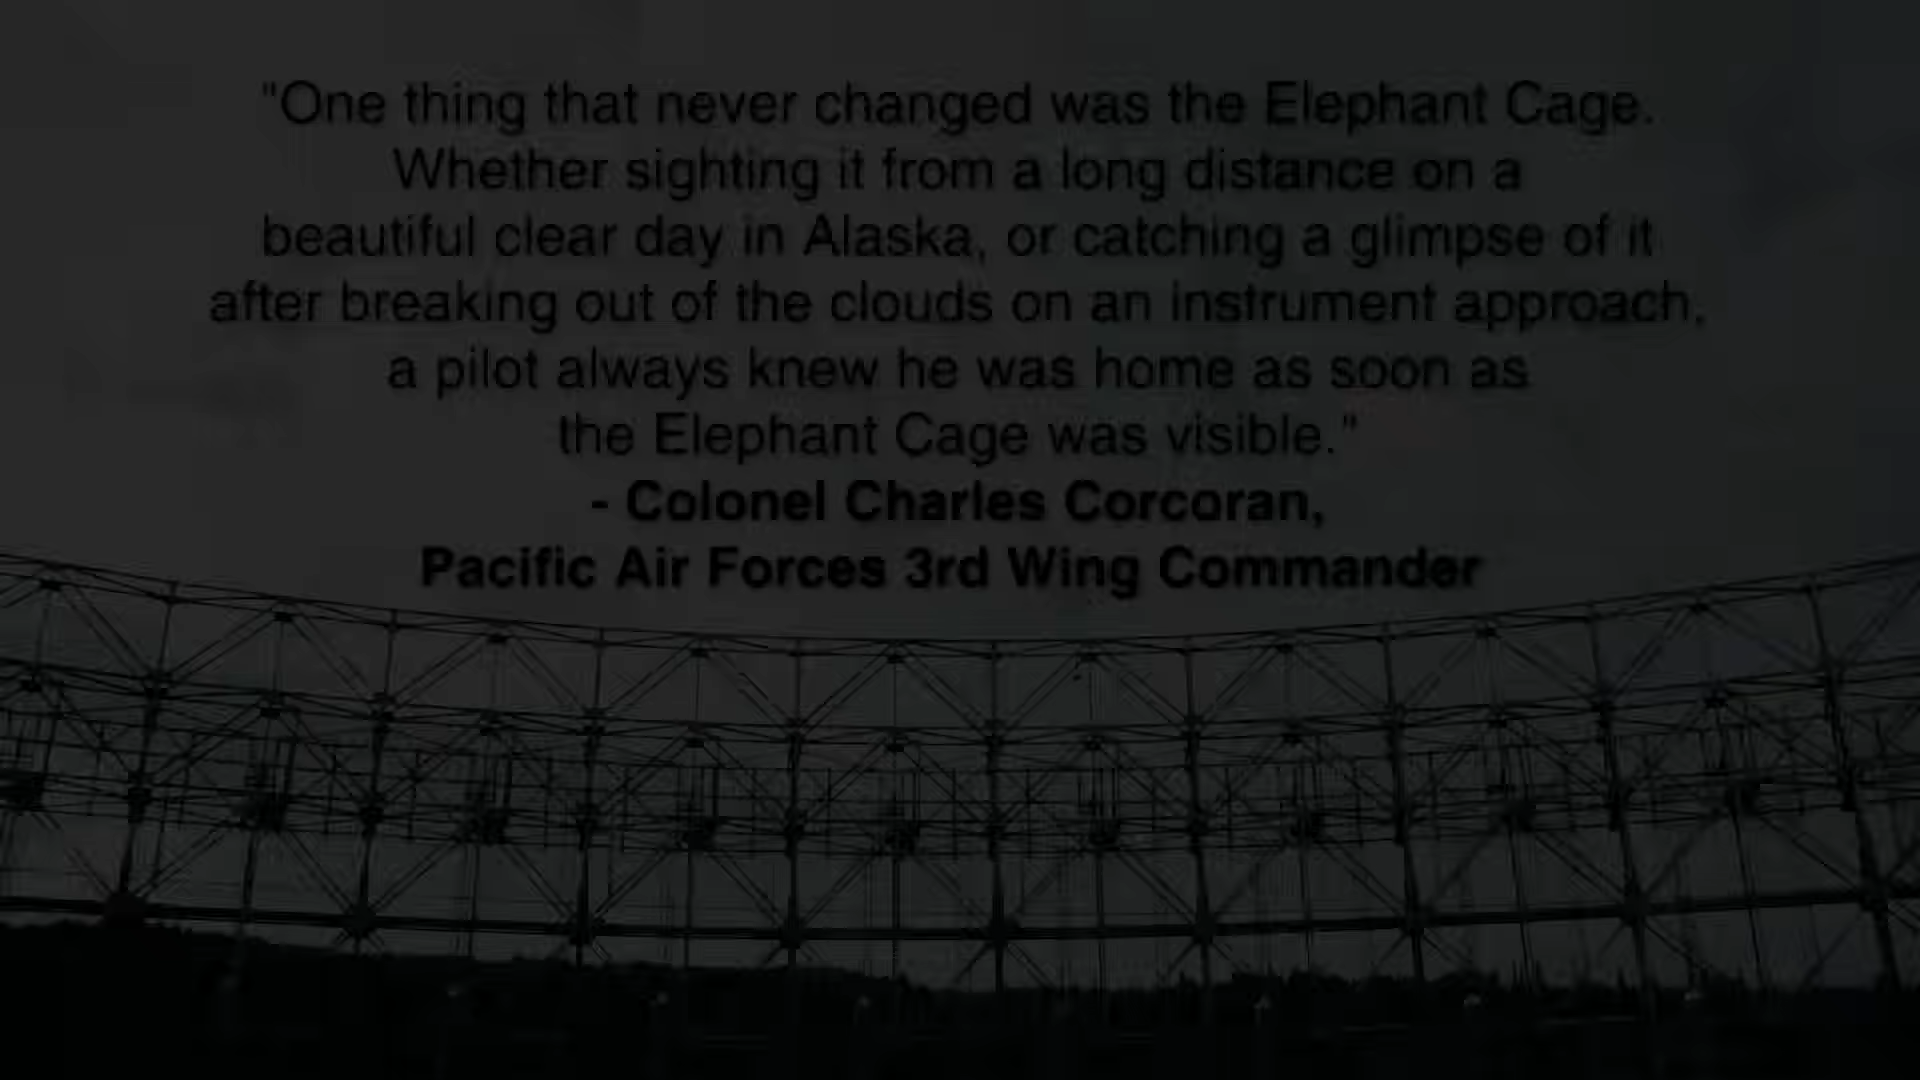 "One thing that never changed was the Elephant Cage.
Whether sighting it from a long distance on a
beautiful clear day in Alaska, or catching a glimpse of it
after breaking out of the clouds on an instrument approach,
a pilot always knew he was home as soon as
the Elephant Cage was visible."
- Colonel Charles Corcoran,
Pacific Air Forces 3rd Wing Commander